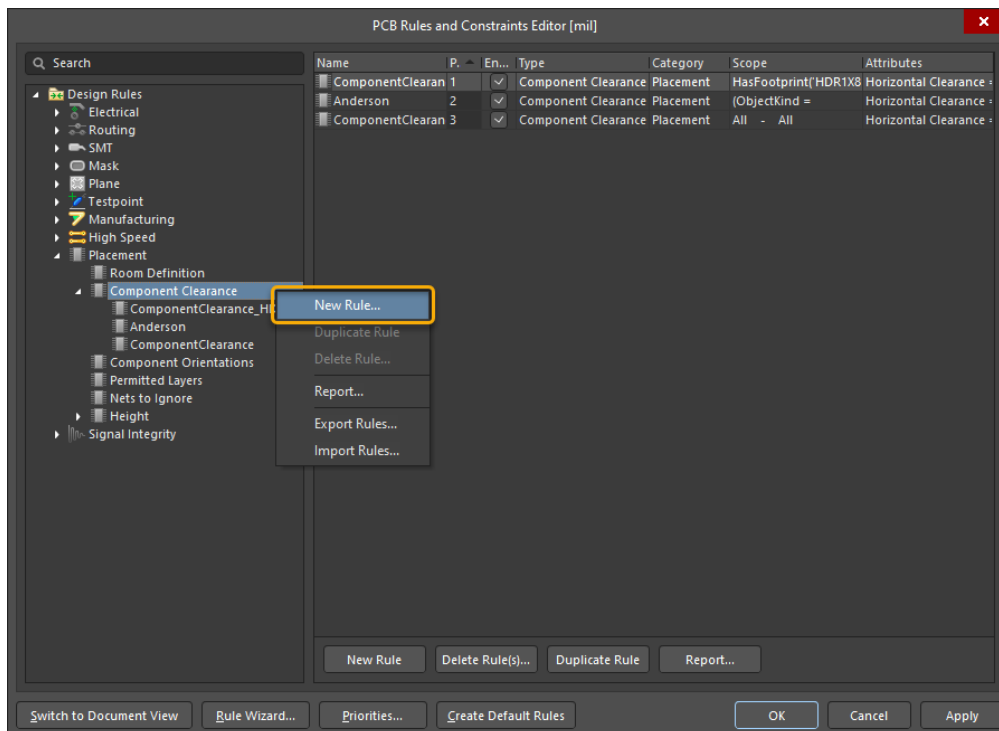 PCB Rules and Constraints Editor [mil]
Search
Design Rules
Electrical
Routing
SMT
Mask
Plane
Testpoint
Manufacturing
High Speed
Placement
Room Definition
Component Clearance
ComponentClearance_HD
Anderson
ComponentClearance
Component Orientations
Permitted Layers
Nets to Ignore
Height
Signal Integrity
Name P. En... Type Category Scope Attributes
ComponentClearan 1 Component Clearance Placement HasFootprint('HDR1X8 Horizontal Clearance =
Anderson 2 Component Clearance Placement (ObjectKind = Horizontal Clearance =
ComponentClearan 3 Component Clearance Placement All - All Horizontal Clearance =
New Rule...
Duplicate Rule
Delete Rule...
Report...
Export Rules...
Import Rules...
New Rule Delete Rule(s)... Duplicate Rule Report...
Switch to Document View Rule Wizard... Priorities... Create Default Rules OK Cancel Apply